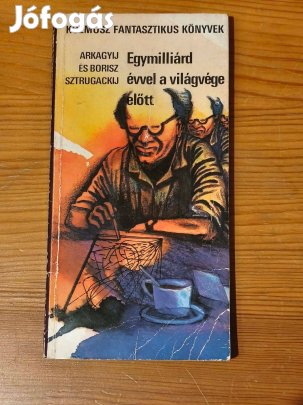 Jófogás
KOZMOSZ FANTASZTIKUS KÖNYVEK
ARKAGYIJ
ÉS BORISZ
SZTRUGACKIJ
Egymilliárd
évvel a világvége
előtt